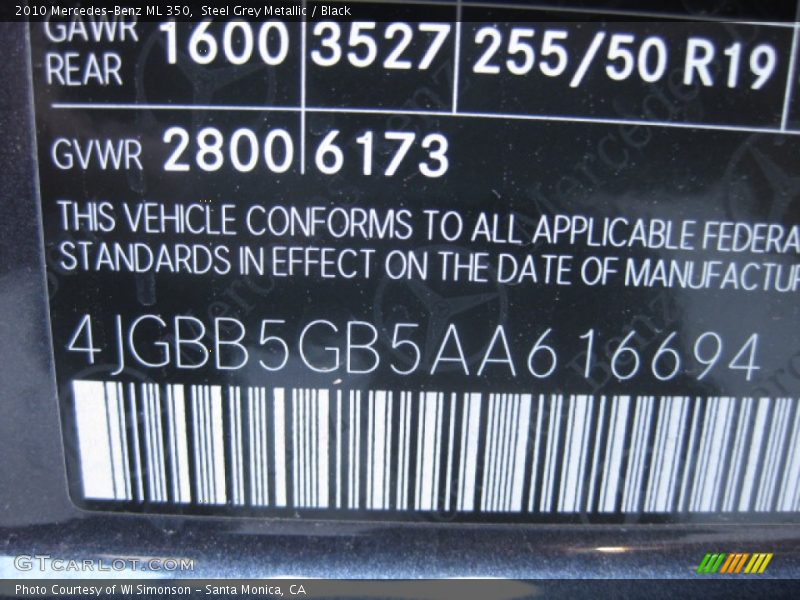 2010 Mercedes-Benz ML 350, Steel Grey Metallic / Black
GAWR REAR 1600 3527 255/50 R19
GVWR 2800 6173
THIS VEHICLE CONFORMS TO ALL APPLICABLE FEDERA
STANDARDS IN EFFECT ON THE DATE OF MANUFACTUR
4JGBB5GB5AA616694
GTCARLOT.COM
Photo Courtesy of WI Simonson - Santa Monica, CA